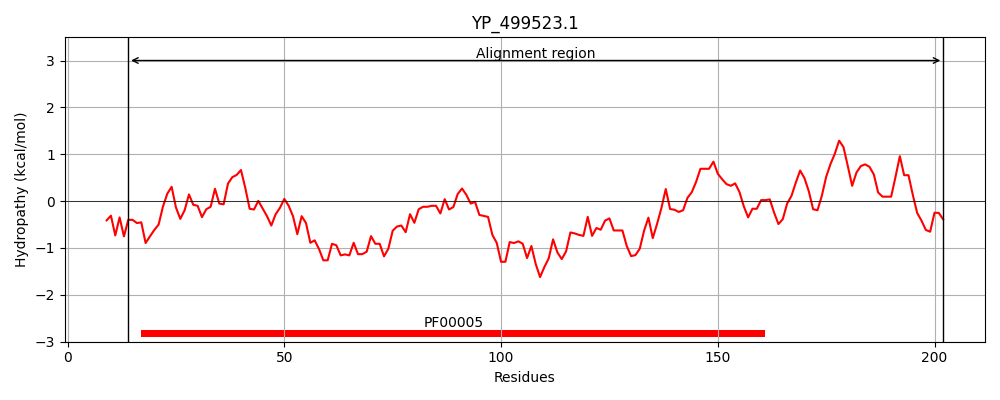 YP_499523.1
Alignment region
3
2
1
0
−1
−2
−3
Hydropathy (kcal/mol)
PF00005
0 50 100 150 200
Residues